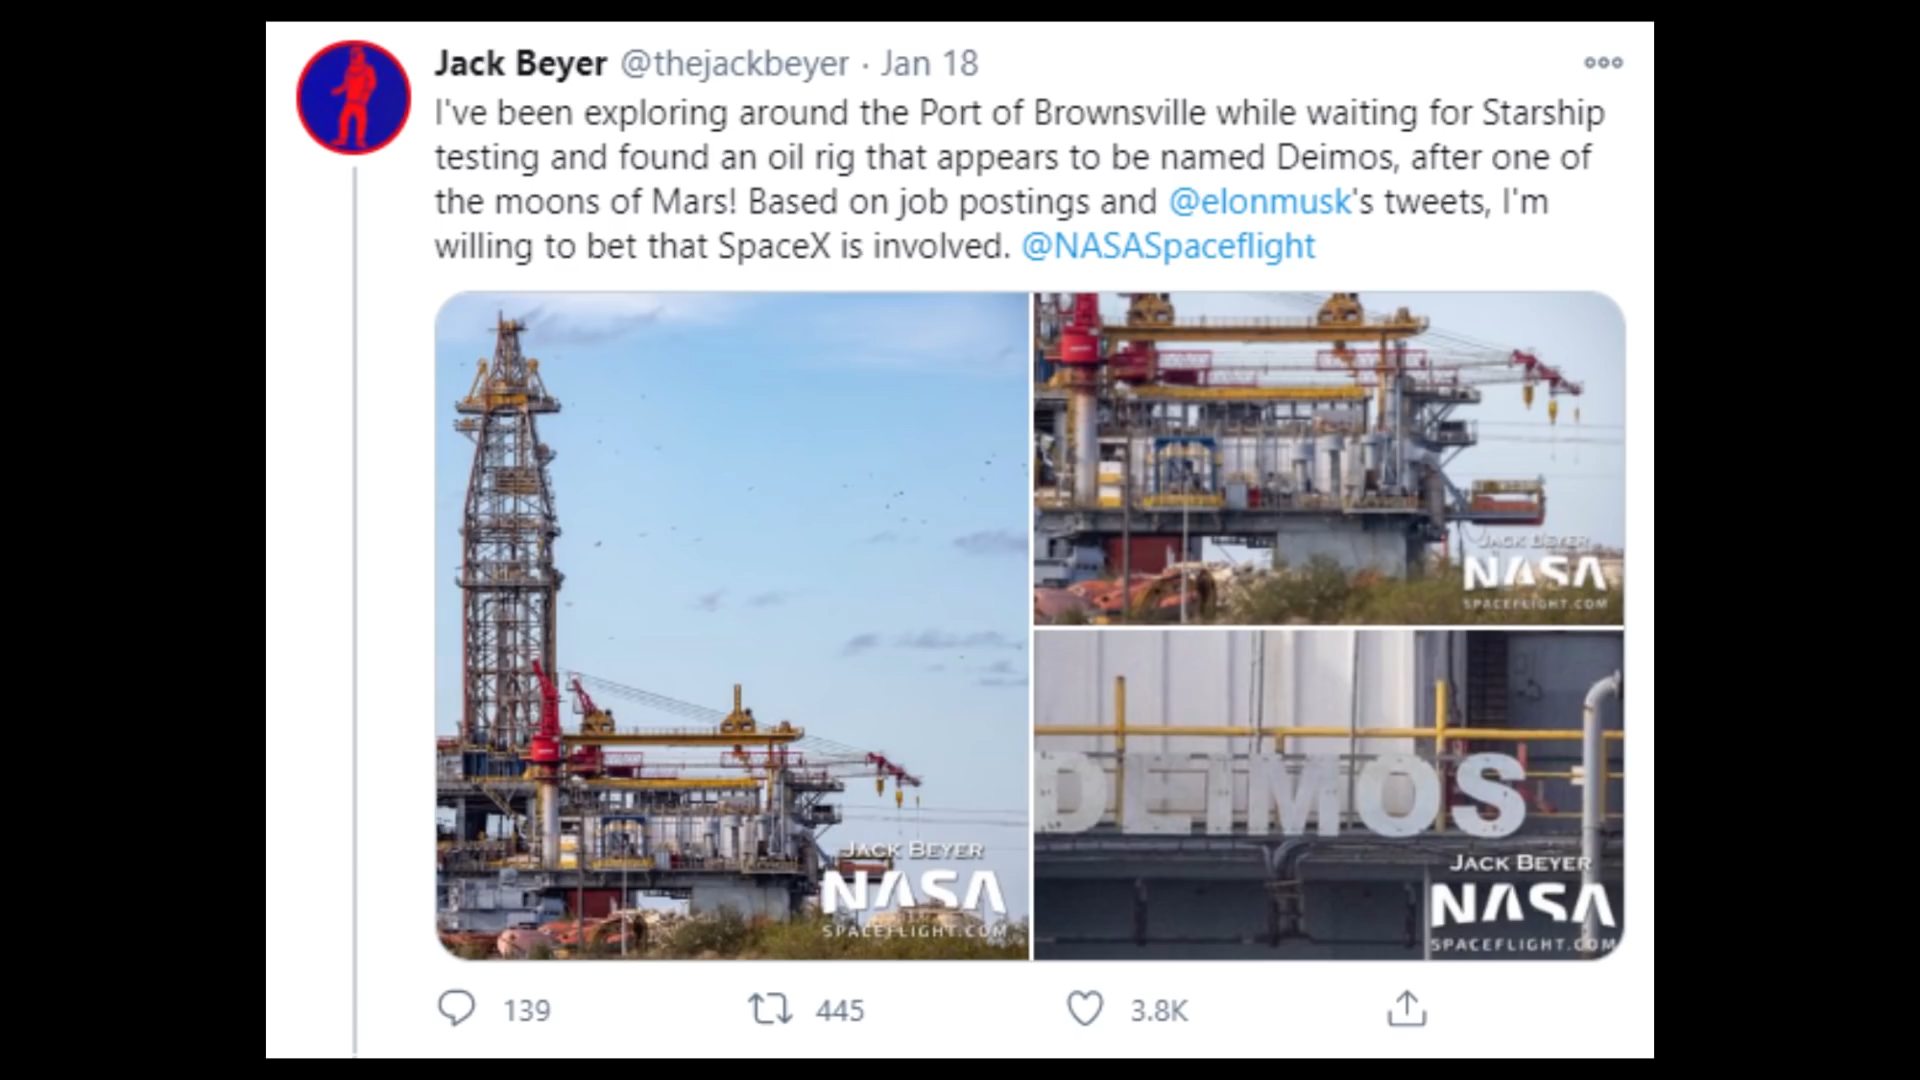 Jack Beyer @thejackbeyer · Jan 18
I've been exploring around the Port of Brownsville while waiting for Starship
testing and found an oil rig that appears to be named Deimos, after one of
the moons of Mars! Based on job postings and @elonmusk's tweets, I'm
willing to bet that SpaceX is involved. @NASASpaceflight
JACK BEYER
NASA
SPACEFLIGHT.COM
JACK BEYER
NASA
SPACEFLIGHT.COM
DEIMOS
JACK BEYER
NASA
SPACEFLIGHT.COM
139
445
3.8K